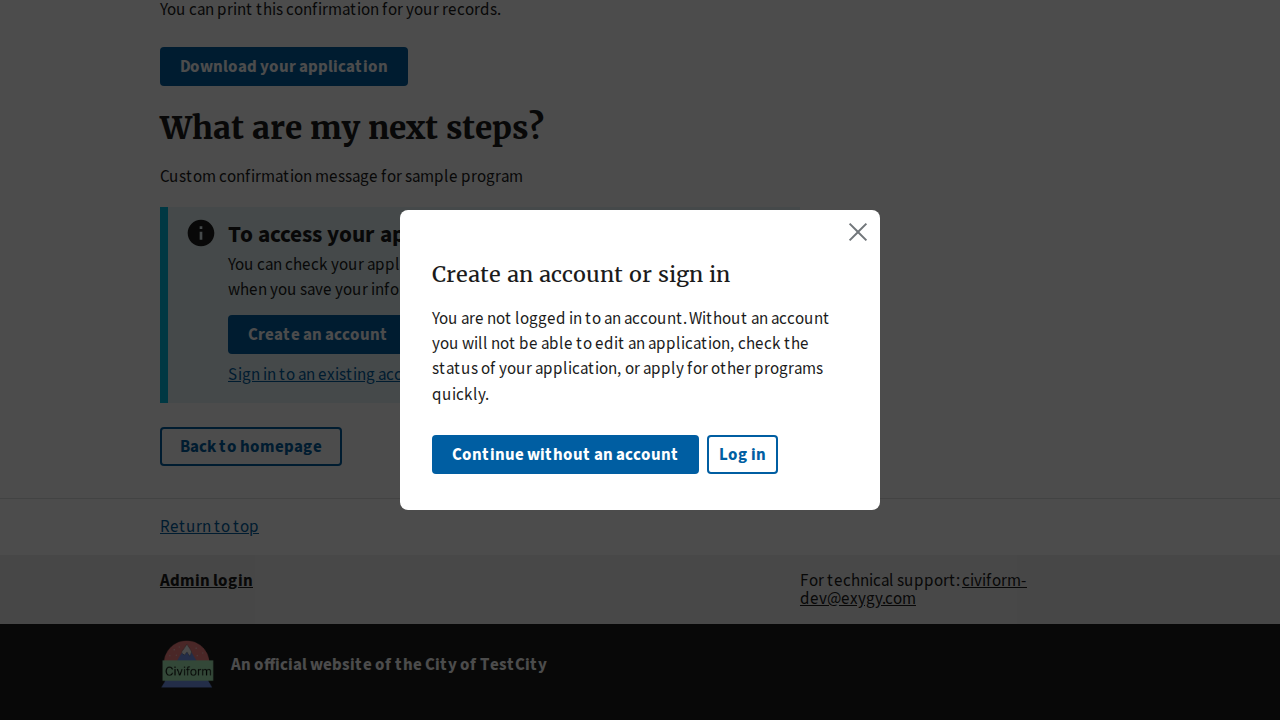 You can print this confirmation for your records.
Download your application
What are my next steps?
Custom confirmation message for sample program
To access your ap
You can check your appl
when you save your info
Create an account
Sign in to an existing acc
Create an account or sign in
You are not logged in to an account. Without an account
you will not be able to edit an application, check the
status of your application, or apply for other programs
quickly.
Continue without an account
Log in
Back to homepage
Return to top
Admin login
For technical support: civiform-
dev@exygy.com
Civiform
An official website of the City of TestCity